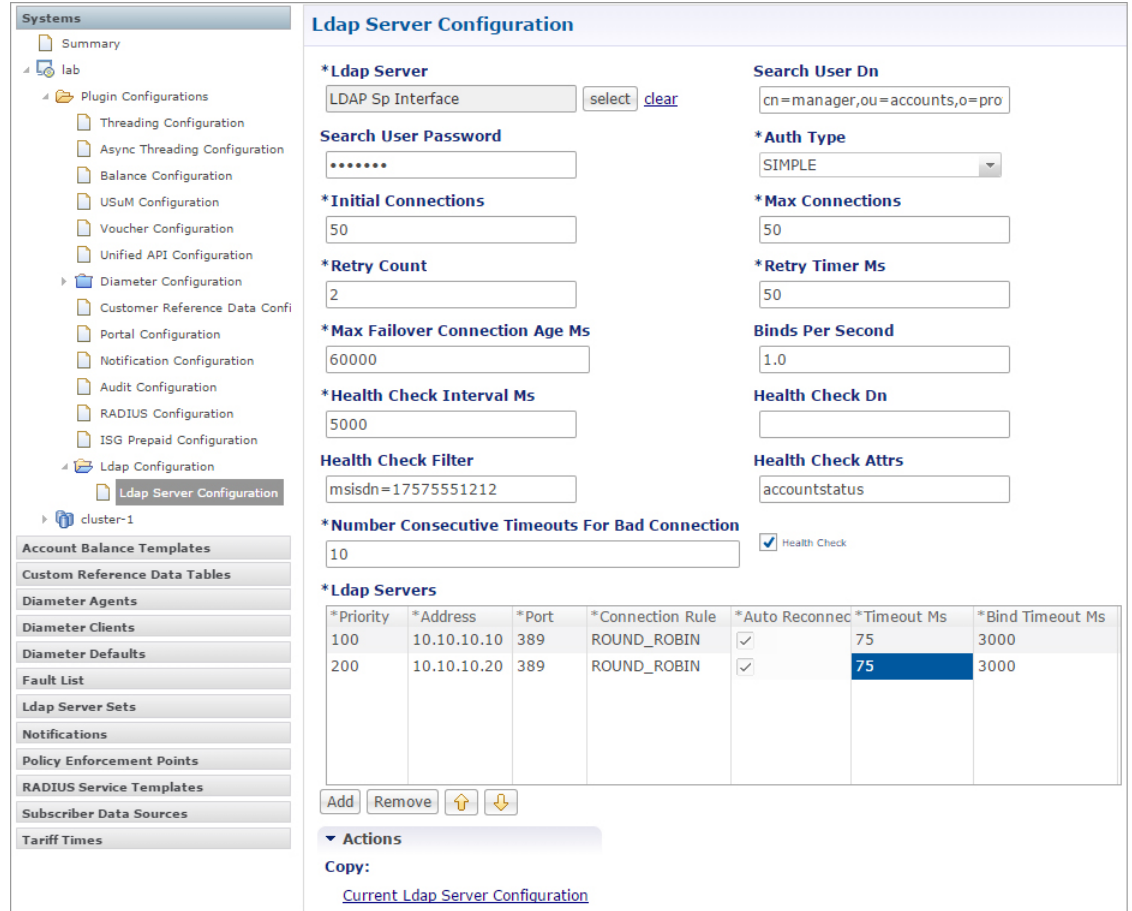 Systems
Summary
lab
Plugin Configurations
Threading Configuration
Async Threading Configuration
Balance Configuration
USuM Configuration
Voucher Configuration
Unified API Configuration
Diameter Configuration
Customer Reference Data Confi
Portal Configuration
Notification Configuration
Audit Configuration
RADIUS Configuration
ISG Prepaid Configuration
Ldap Configuration
Ldap Server Configuration
cluster-1
Account Balance Templates
Custom Reference Data Tables
Diameter Agents
Diameter Clients
Diameter Defaults
Fault List
Ldap Server Sets
Notifications
Policy Enforcement Points
RADIUS Service Templates
Subscriber Data Sources
Tariff Times
Ldap Server Configuration
*Ldap Server Search User Dn
LDAP Sp Interface select clear cn=manager,ou=accounts,o=pro
Search User Password *Auth Type
••••••• SIMPLE
*Initial Connections *Max Connections
50 50
*Retry Count *Retry Timer Ms
2 50
*Max Failover Connection Age Ms Binds Per Second
60000 1.0
*Health Check Interval Ms Health Check Dn
5000
Health Check Filter Health Check Attrs
msisdn=17575551212 accountstatus
*Number Consecutive Timeouts For Bad Connection
10 Health Check
*Ldap Servers
*Priority *Address *Port *Connection Rule *Auto Reconnec *Timeout Ms *Bind Timeout Ms
100 10.10.10.10 389 ROUND_ROBIN 75 3000
200 10.10.10.20 389 ROUND_ROBIN 75 3000
Add Remove
Actions
Copy:
Current Ldap Server Configuration